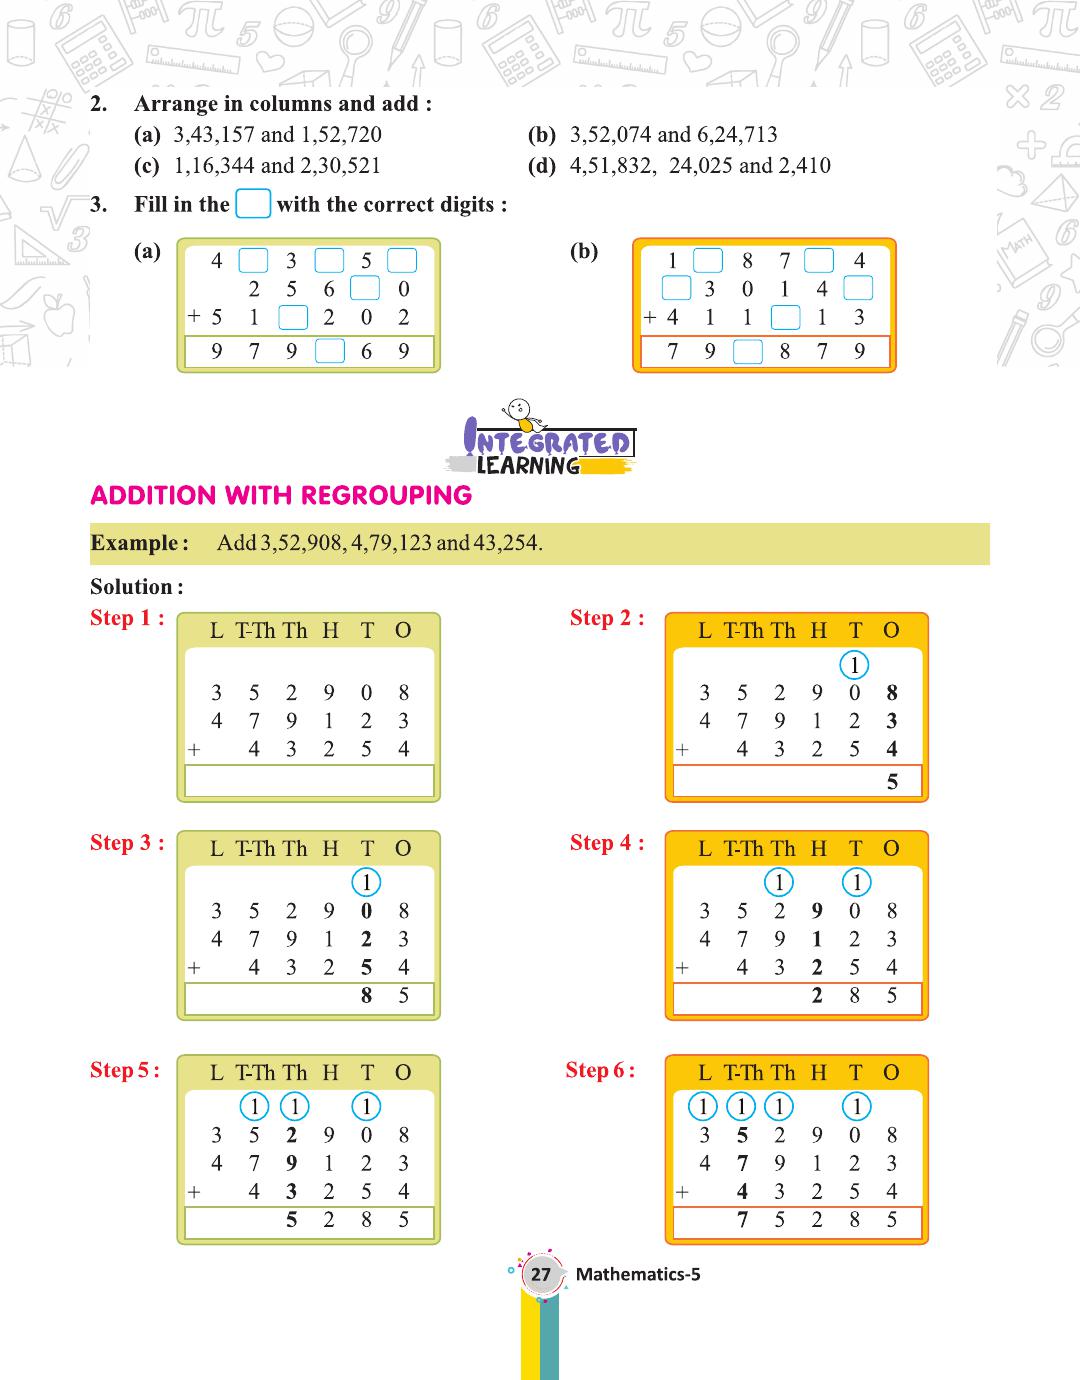 2. Arrange in columns and add :
(a) 3,43,157 and 1,52,720 (b) 3,52,074 and 6,24,713
(c) 1,16,344 and 2,30,521 (d) 4,51,832, 24,025 and 2,410
3. Fill in the with the correct digits :
(a) (b)
4 3 5
2 5 6 0
+ 5 1 2 0 2
9 7 9 6 9
1 8 7 4
3 0 1 4
+ 4 1 1 1 3
7 9 8 7 9
INTEGRATED
LEARNING
ADDITION WITH REGROUPING
Example : Add 3,52,908, 4,79,123 and 43,254.
Solution :
Step 1 :
L T-Th Th H T O
3 5 2 9 0 8
4 7 9 1 2 3
+ 4 3 2 5 4
Step 2 :
L T-Th Th H T O
1
3 5 2 9 0 8
4 7 9 1 2 3
+ 4 3 2 5 4
5
Step 3 :
L T-Th Th H T O
1
3 5 2 9 0 8
4 7 9 1 2 3
+ 4 3 2 5 4
8 5
Step 4 :
L T-Th Th H T O
1 1
3 5 2 9 0 8
4 7 9 1 2 3
+ 4 3 2 5 4
2 8 5
Step 5 :
L T-Th Th H T O
1 1 1
3 5 2 9 0 8
4 7 9 1 2 3
+ 4 3 2 5 4
5 2 8 5
Step 6 :
L T-Th Th H T O
1 1 1 1
3 5 2 9 0 8
4 7 9 1 2 3
+ 4 3 2 5 4
7 5 2 8 5
27 Mathematics-5